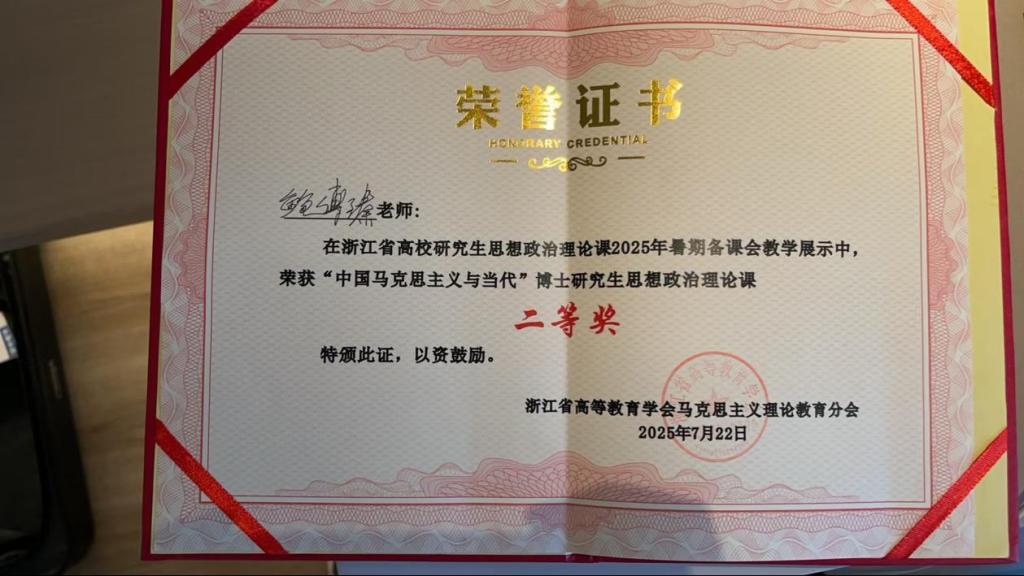 荣誉证书
HONORARY CREDENTIAL
老师:
在浙江省高校研究生思想政治理论课2025年暑期备课会教学展示中，
荣获“中国马克思主义与当代”博士研究生思想政治理论课
二等奖
特颁此证，以资鼓励。
浙江省高等教育学会马克思主义理论教育分会
2025年7月22日